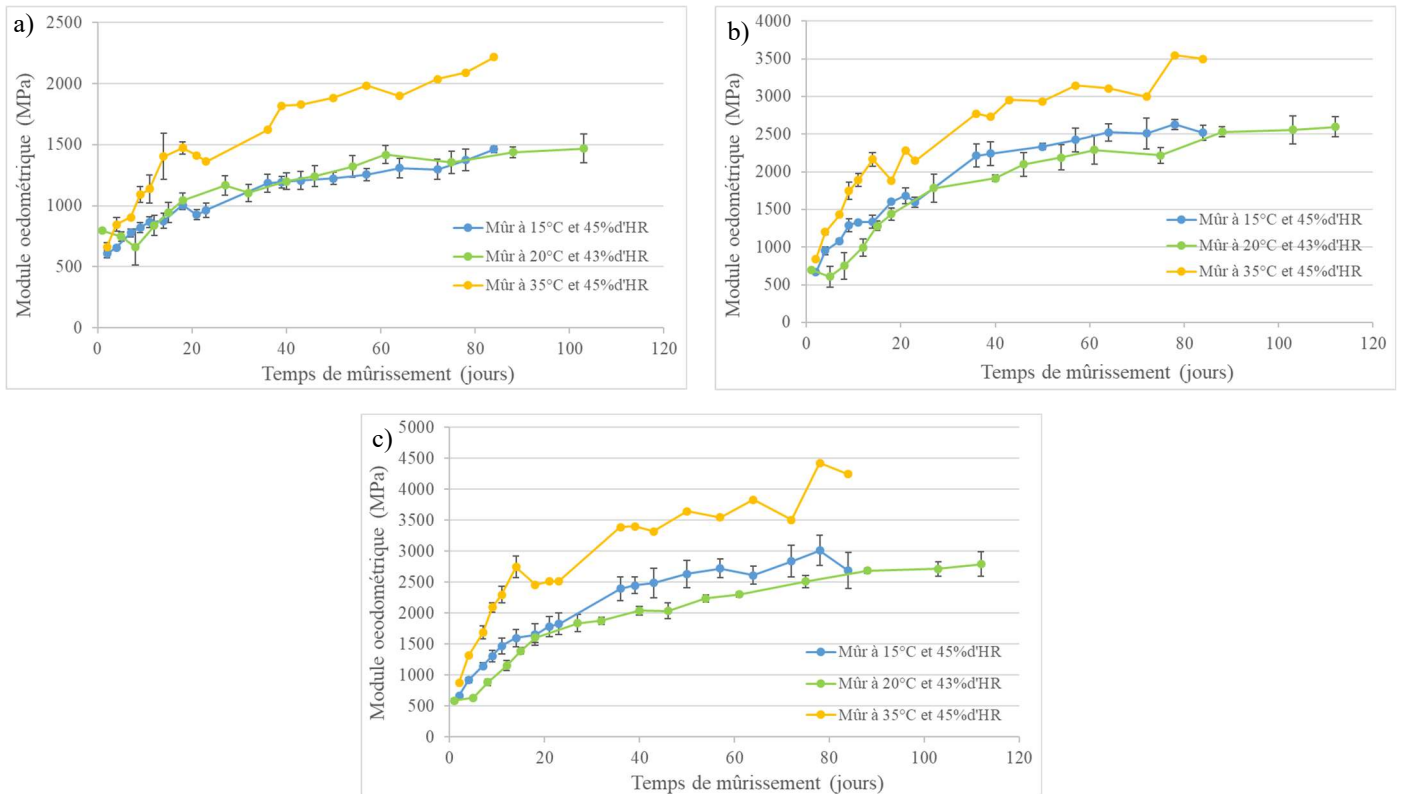 a)
Module oedométrique (MPa)
2500
2000
1500
1000
500
0
0 20 40 60 80 100 120
Temps de mûrissement (jours)
Mûr à 15°C et 45%d'HR
Mûr à 20°C et 43%d'HR
Mûr à 35°C et 45%d'HR
b)
Module oedométrique (MPa)
4000
3500
3000
2500
2000
1500
1000
500
0
0 20 40 60 80 100 120
Temps de mûrissement (jours)
Mûr à 15°C et 45%d'HR
Mûr à 20°C et 43%d'HR
Mûr à 35°C et 45%d'HR
c)
Module oeodométrique (MPa)
5000
4500
4000
3500
3000
2500
2000
1500
1000
500
0
0 20 40 60 80 100 120
Temps de mûrissement (jours)
Mûr à 15°C et 45%d'HR
Mûr à 20°C et 43%d'HR
Mûr à 35°C et 45%d'HR